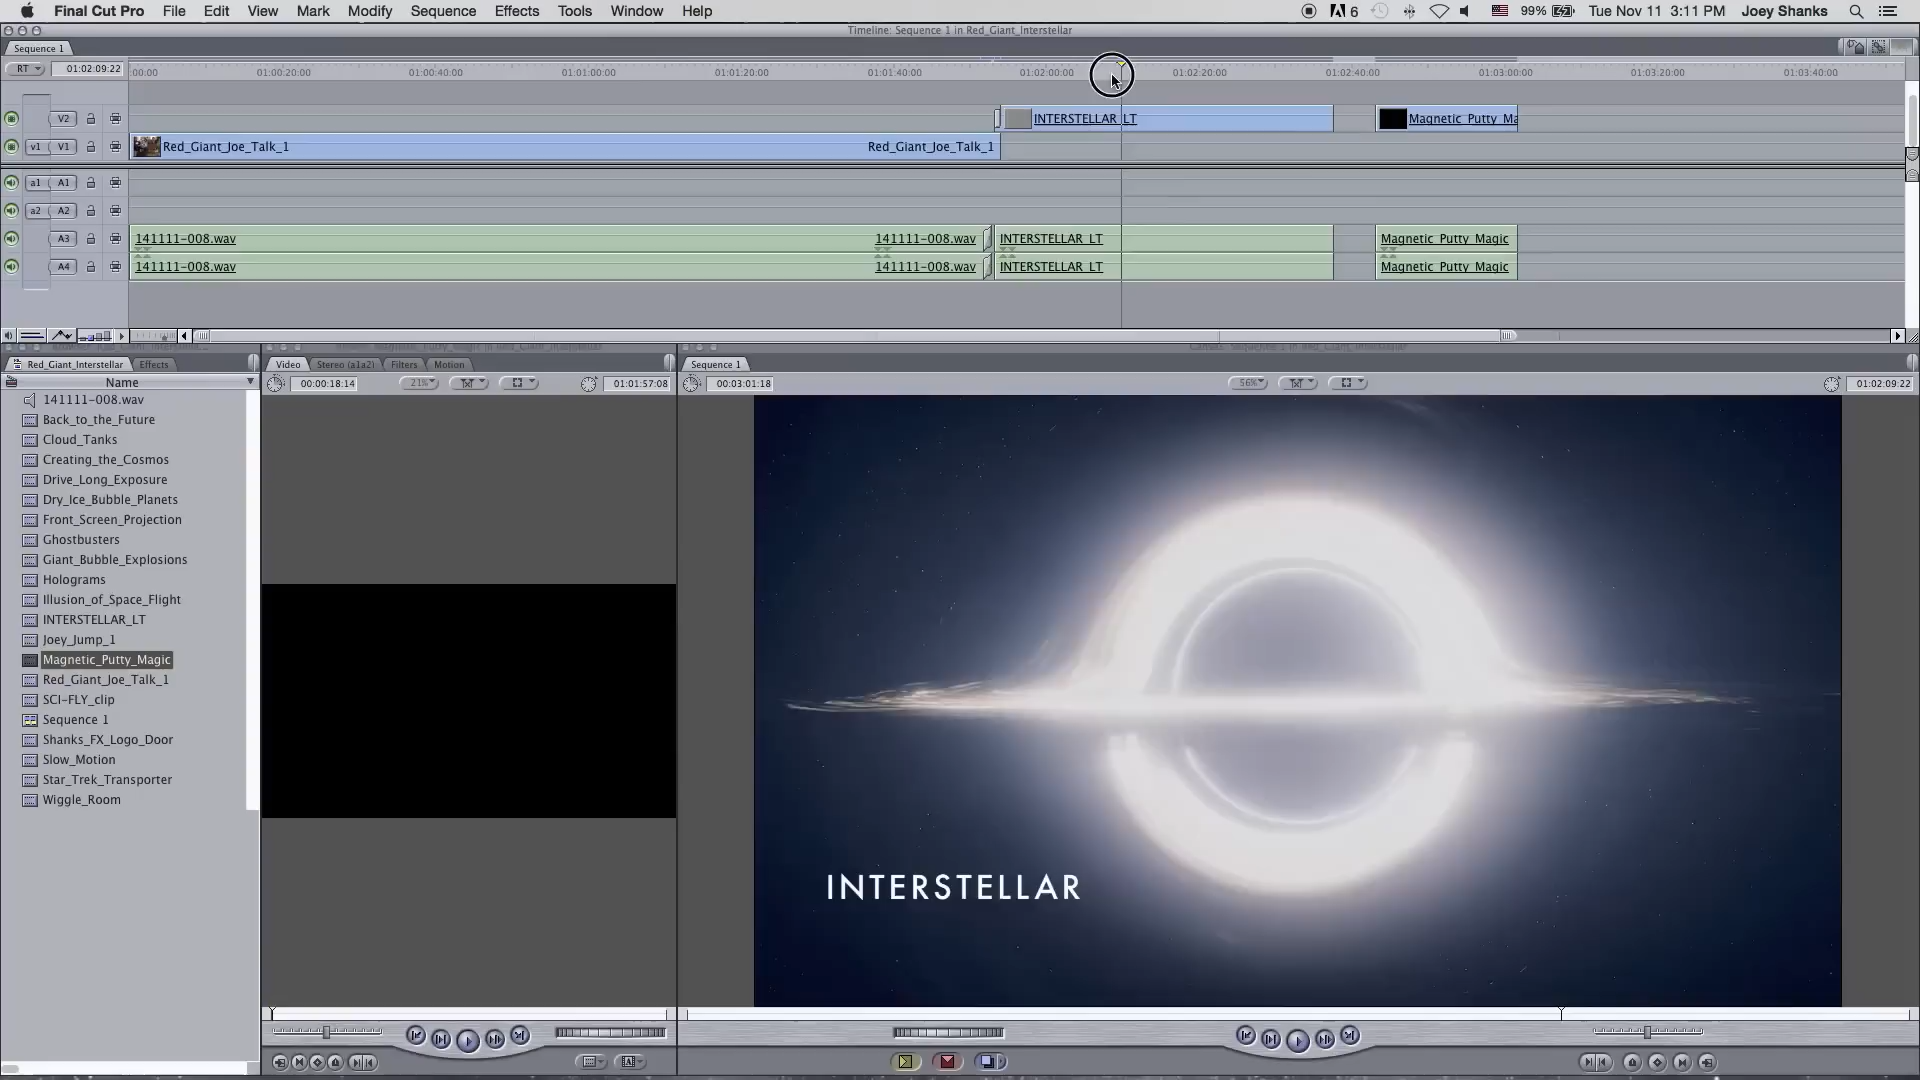 Final Cut Pro File Edit View Mark Modify Sequence Effects Tools Window Help 6 99% Tue Nov 11 3:11 PM Joey Shanks
Timeline: Sequence 1 in Red_Giant_Interstellar
Sequence 1
RT 01:02:09:22 :00:00 01:00:20:00 01:00:40:00 01:01:00:00 01:01:20:00 01:01:40:00 01:02:00:00 01:02:20:00 01:02:40:00 01:03:00:00 01:03:20:00 01:03:40:00
V2 INTERSTELLAR_LT Magnetic_Putty_Ma
v1 V1 Red_Giant_Joe_Talk_1 Red_Giant_Joe_Talk_1
a1 A1
a2 A2
A3 141111-008.wav 141111-008.wav INTERSTELLAR_LT Magnetic_Putty_Magic
A4 141111-008.wav 141111-008.wav INTERSTELLAR_LT Magnetic_Putty_Magic
Red_Giant_Interstellar Effects Video Stereo (a1a2) Filters Motion Sequence 1
Name 00:00:18:14 21% 01:01:57:08 00:03:01:18 56% 01:02:09:22
141111-008.wav
Back_to_the_Future
Cloud_Tanks
Creating_the_Cosmos
Drive_Long_Exposure
Dry_Ice_Bubble_Planets
Front_Screen_Projection
Ghostbusters
Giant_Bubble_Explosions
Holograms
Illusion_of_Space_Flight
INTERSTELLAR_LT
Joey_Jump_1
Magnetic_Putty_Magic
Red_Giant_Joe_Talk_1
SCI-FLY_clip
Sequence 1
Shanks_FX_Logo_Door
Slow_Motion
Star_Trek_Transporter
Wiggle_Room
INTERSTELLAR